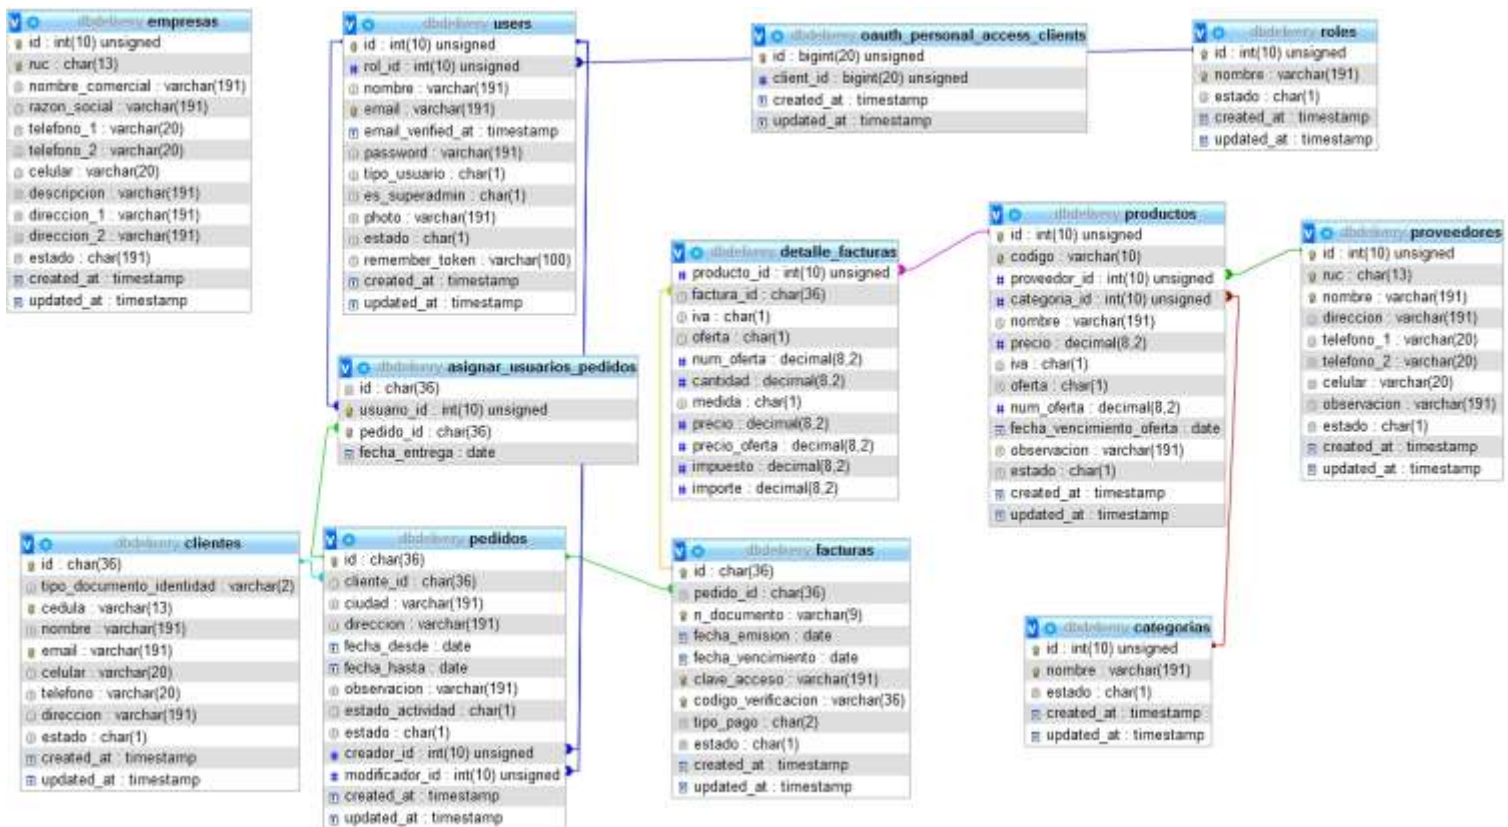 dbdelivery empresas
id : int(10) unsigned
ruc : char(13)
nombre_comercial : varchar(191)
razon_social : varchar(191)
telefono_1 : varchar(20)
telefono_2 : varchar(20)
celular : varchar(20)
descripcion : varchar(191)
direccion_1 : varchar(191)
direccion_2 : varchar(191)
estado : char(191)
created_at : timestamp
updated_at : timestamp
dbdelivery users
id : int(10) unsigned
rol_id : int(10) unsigned
nombre : varchar(191)
email : varchar(191)
email_verified_at : timestamp
password : varchar(191)
tipo_usuario : char(1)
es_superadmin : char(1)
photo : varchar(191)
estado : char(1)
remember_token : varchar(100)
created_at : timestamp
updated_at : timestamp
dbdelivery oauth_personal_access_clients
id : bigint(20) unsigned
client_id : bigint(20) unsigned
created_at : timestamp
updated_at : timestamp
dbdelivery roles
id : int(10) unsigned
nombre : varchar(191)
estado : char(1)
created_at : timestamp
updated_at : timestamp
dbdelivery detalle_facturas
producto_id : int(10) unsigned
factura_id : char(36)
iva : char(1)
oferta : char(1)
num_oferta : decimal(8,2)
cantidad : decimal(8,2)
medida : char(1)
precio : decimal(8,2)
precio_oferta : decimal(8,2)
impuesto : decimal(8,2)
importe : decimal(8,2)
dbdelivery productos
id : int(10) unsigned
codigo : varchar(10)
proveedor_id : int(10) unsigned
categoria_id : int(10) unsigned
nombre : varchar(191)
precio : decimal(8,2)
iva : char(1)
oferta : char(1)
num_oferta : decimal(8,2)
fecha_vencimiento_oferta : date
observacion : varchar(191)
estado : char(1)
created_at : timestamp
updated_at : timestamp
dbdelivery proveedores
id : int(10) unsigned
ruc : char(13)
nombre : varchar(191)
direccion : varchar(191)
telefono_1 : varchar(20)
telefono_2 : varchar(20)
celular : varchar(20)
observacion : varchar(191)
estado : char(1)
created_at : timestamp
updated_at : timestamp
dbdelivery asignar_usuarios_pedidos
id : char(36)
usuario_id : int(10) unsigned
pedido_id : char(36)
fecha_entrega : date
dbdelivery clientes
id : char(36)
tipo_documento_identidad : varchar(2)
cedula : varchar(13)
nombre : varchar(191)
email : varchar(191)
celular : varchar(20)
telefono : varchar(20)
direccion : varchar(191)
estado : char(1)
created_at : timestamp
updated_at : timestamp
dbdelivery pedidos
id : char(36)
cliente_id : char(36)
ciudad : varchar(191)
direccion : varchar(191)
fecha_desde : date
fecha_hasta : date
observacion : varchar(191)
estado_actividad : char(1)
estado : char(1)
creador_id : int(10) unsigned
modificador_id : int(10) unsigned
created_at : timestamp
updated_at : timestamp
dbdelivery facturas
id : char(36)
pedido_id : char(36)
n_documento : varchar(9)
fecha_emision : date
fecha_vencimiento : date
clave_acceso : varchar(191)
codigo_verificacion : varchar(36)
tipo_pago : char(2)
estado : char(1)
created_at : timestamp
updated_at : timestamp
dbdelivery categorias
id : int(10) unsigned
nombre : varchar(191)
estado : char(1)
created_at : timestamp
updated_at : timestamp